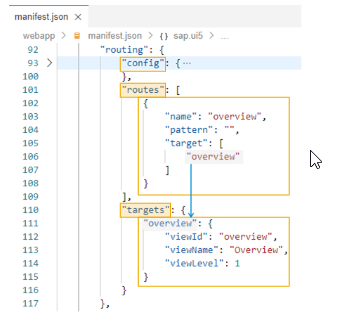 manifest.json ×
webapp > manifest.json > {} sap.ui5 > ...
92 "routing": {
93 > "config": { ...
100 },
101 "routes": [
102 {
103 "name": "overview",
104 "pattern": "",
105 "target": [
106 "overview"
107 ]
108 }
109 ],
110 "targets": {
111 "overview": {
112 "viewId": "overview",
113 "viewName": "Overview",
114 "viewLevel": 1
115 }
116 }
117 },